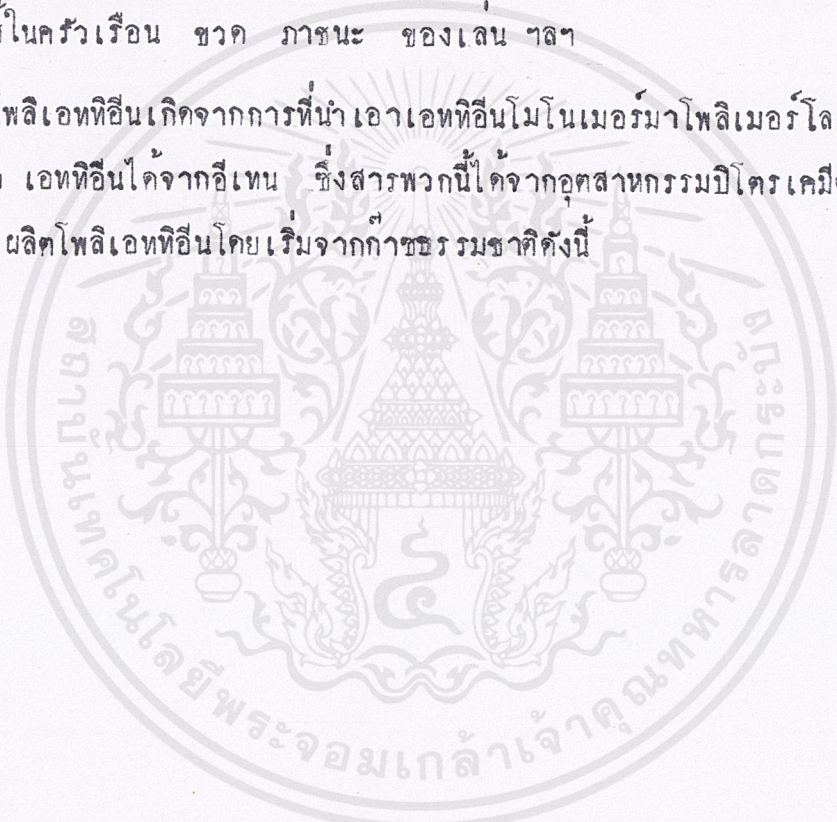 ในครัวเรือน ขวด ภาชนะ ของเล่น ฯลฯ
พลิเอททิอีนเกิดจากการที่นำเอาเอททิอีนโมโนเมอร์มาโพลิเมอร์ไล
เอททิอีนได้จากอีเทน ซึ่งสารพวกนี้ได้จากอุตสาหกรรมปิโตรเคมี
ผลิตโพลิเอททิอีนโดยเริ่มจากก๊าซธรรมชาติดังนี้
สถาบันเทคโนโลยีพระจอมเกล้าเจ้าคุณทหารลาดกระบัง